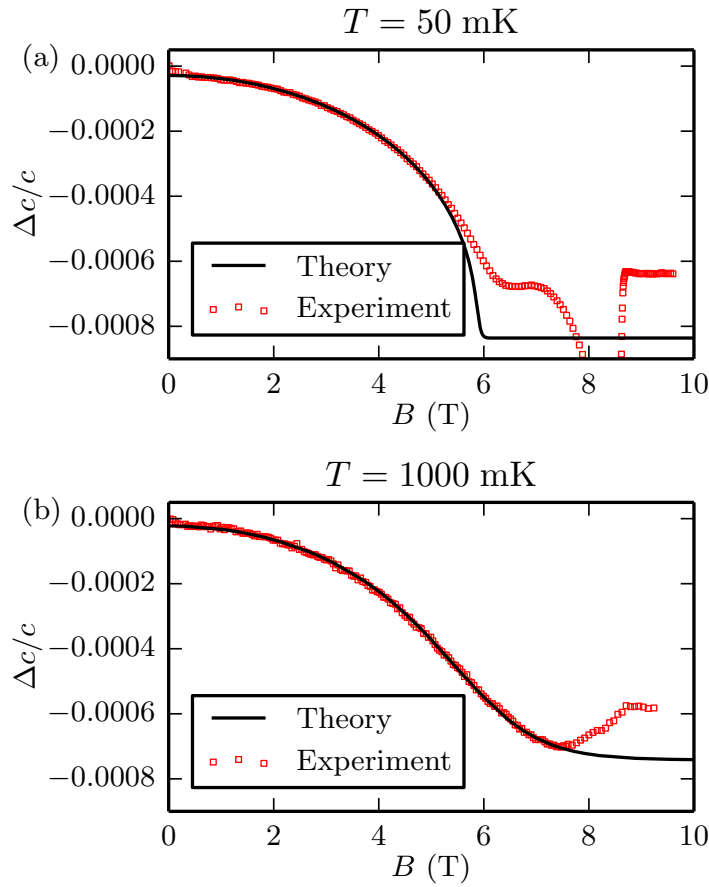 T = 50 mK
(a)
0.0000
−0.0002
−0.0004
−0.0006
−0.0008
Δc/c
Theory
Experiment
0 2 4 6 8 10
B (T)
T = 1000 mK
(b)
0.0000
−0.0002
−0.0004
−0.0006
−0.0008
Δc/c
Theory
Experiment
0 2 4 6 8 10
B (T)